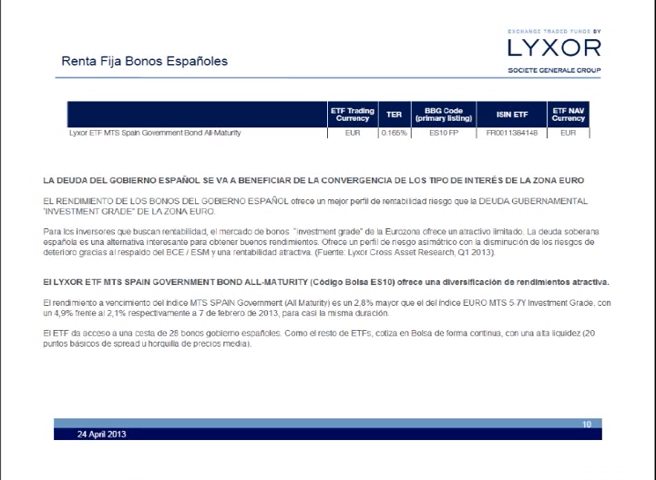 EXCHANGE TRADED FUNDS BY
LYXOR
SOCIETE GENERALE GROUP
Renta Fija Bonos Españoles
ETF Trading Currency TER BBG Code (primary listing) ISIN ETF ETF NAV Currency
Lyxor ETF MTS Spain Government Bond All-Maturity EUR 0.165% ES10 FP FR0011384148 EUR
LA DEUDA DEL GOBIERNO ESPAÑOL SE VA A BENEFICIAR DE LA CONVERGENCIA DE LOS TIPO DE INTERÉS DE LA ZONA EURO
EL RENDIMIENTO DE LOS BONOS DEL GOBIERNO ESPAÑOL ofrece un mejor perfil de rentabilidad riesgo que la DEUDA GUBERNAMENTAL
"INVESTMENT GRADE" DE LA ZONA EURO.
Para los inversores que buscan rentabilidad, el mercado de bonos "investment grade" de la Eurozona ofrece un atractivo limitado. La deuda soberana
española es una alternativa interesante para obtener buenos rendimientos. Ofrece un perfil de riesgo asimétrico con la disminución de los riesgos de
deterioro gracias al respaldo del BCE / ESM y una rentabilidad atractiva. (Fuente: Lyxor Cross Asset Research, Q1 2013).
El LYXOR ETF MTS SPAIN GOVERNMENT BOND ALL-MATURITY (Código Bolsa ES10) ofrece una diversificación de rendimientos atractiva.
El rendimiento a vencimiento del índice MTS SPAIN Government (All Maturity) es un 2,8% mayor que el del índice EURO MTS 5-7Y Investment Grade, con
un 4,9% frente al 2,1% respectivamente a 7 de febrero de 2013, para casi la misma duración.
El ETF da acceso a una cesta de 28 bonos gobierno españoles. Como el resto de ETFs, cotiza en Bolsa de forma continua, con una alta liquidez (20
puntos básicos de spread u horquilla de precios media).
10
24 April 2013